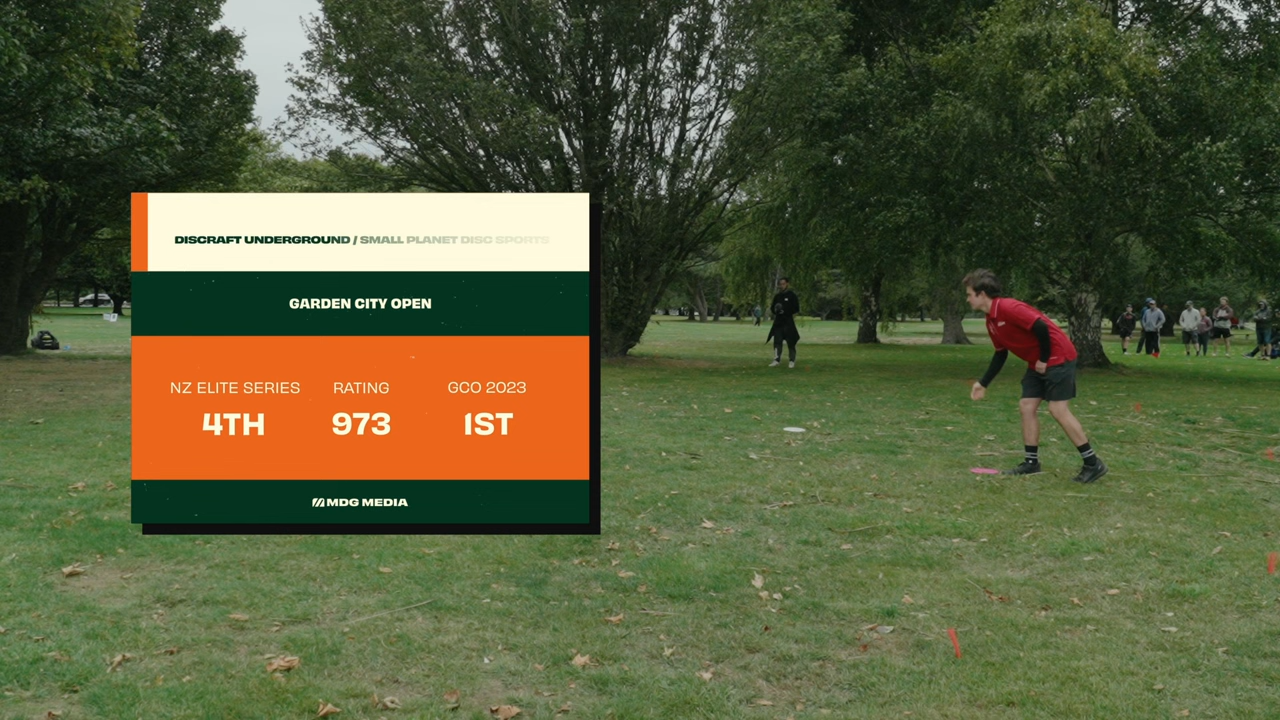 DISCRAFT UNDERGROUND / SMALL PLANET DISC SPORTS
GARDEN CITY OPEN
NZ ELITE SERIES RATING GCO 2023
4TH 973 1ST
MDG MEDIA